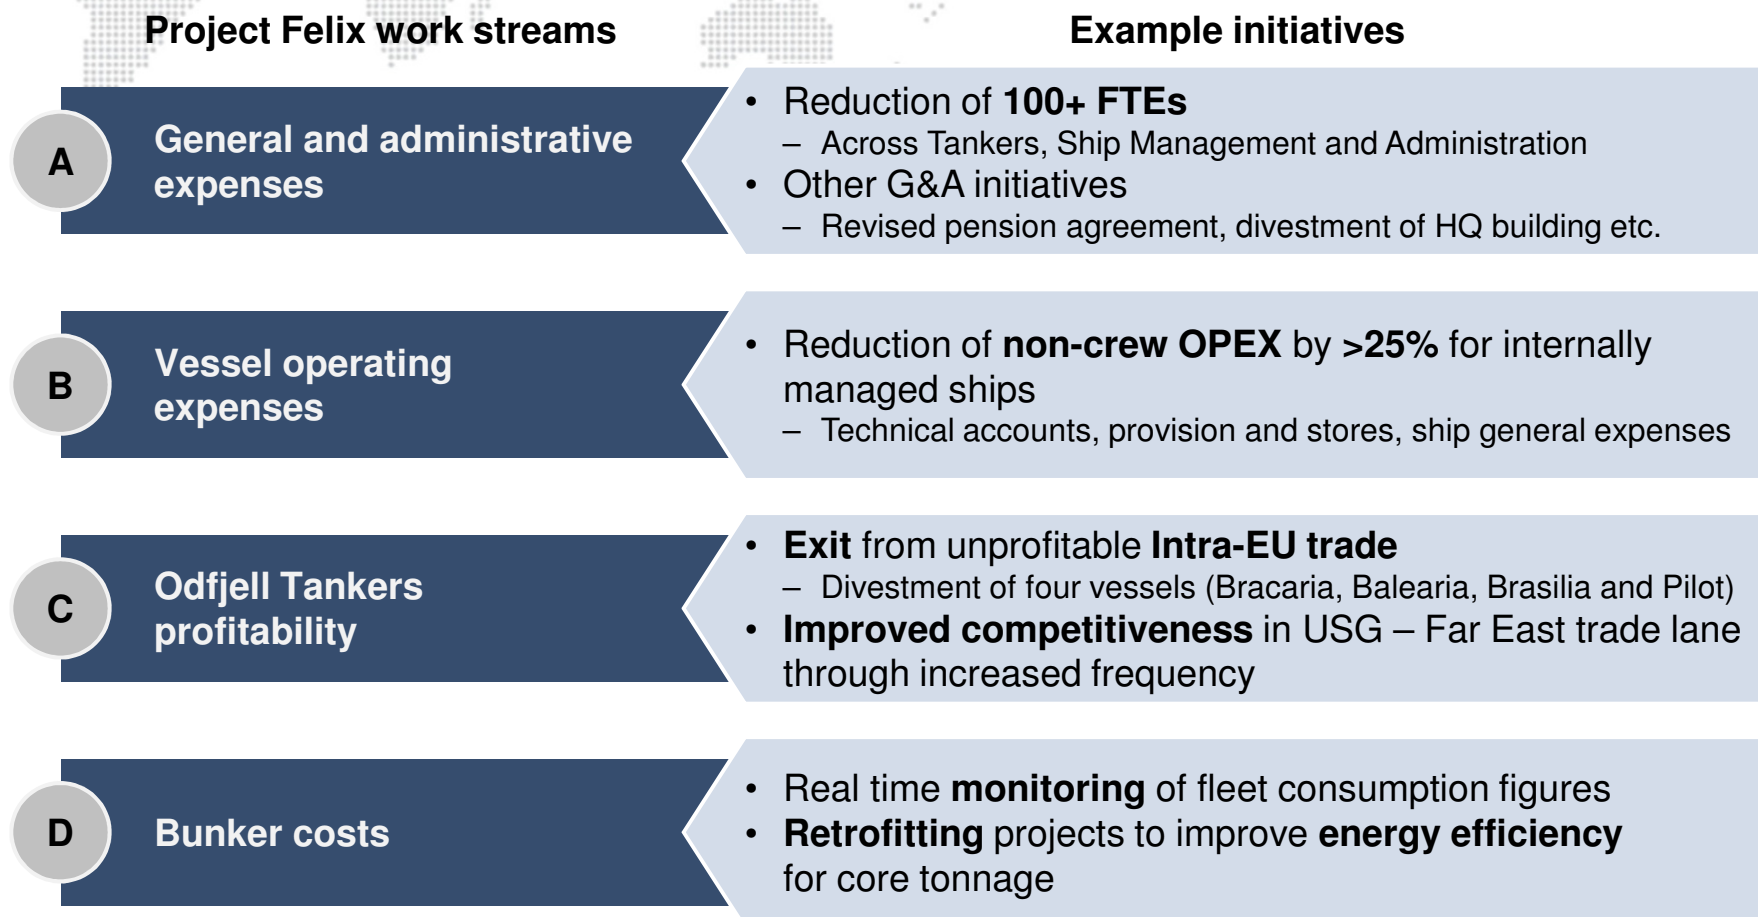 Project Felix work streams
Example initiatives
A
General and administrative
expenses
• Reduction of 100+ FTEs
– Across Tankers, Ship Management and Administration
• Other G&A initiatives
– Revised pension agreement, divestment of HQ building etc.
B
Vessel operating
expenses
• Reduction of non-crew OPEX by >25% for internally
managed ships
– Technical accounts, provision and stores, ship general expenses
C
Odfjell Tankers
profitability
• Exit from unprofitable Intra-EU trade
– Divestment of four vessels (Bracaria, Balearia, Brasilia and Pilot)
• Improved competitiveness in USG – Far East trade lane
through increased frequency
D
Bunker costs
• Real time monitoring of fleet consumption figures
• Retrofitting projects to improve energy efficiency
for core tonnage